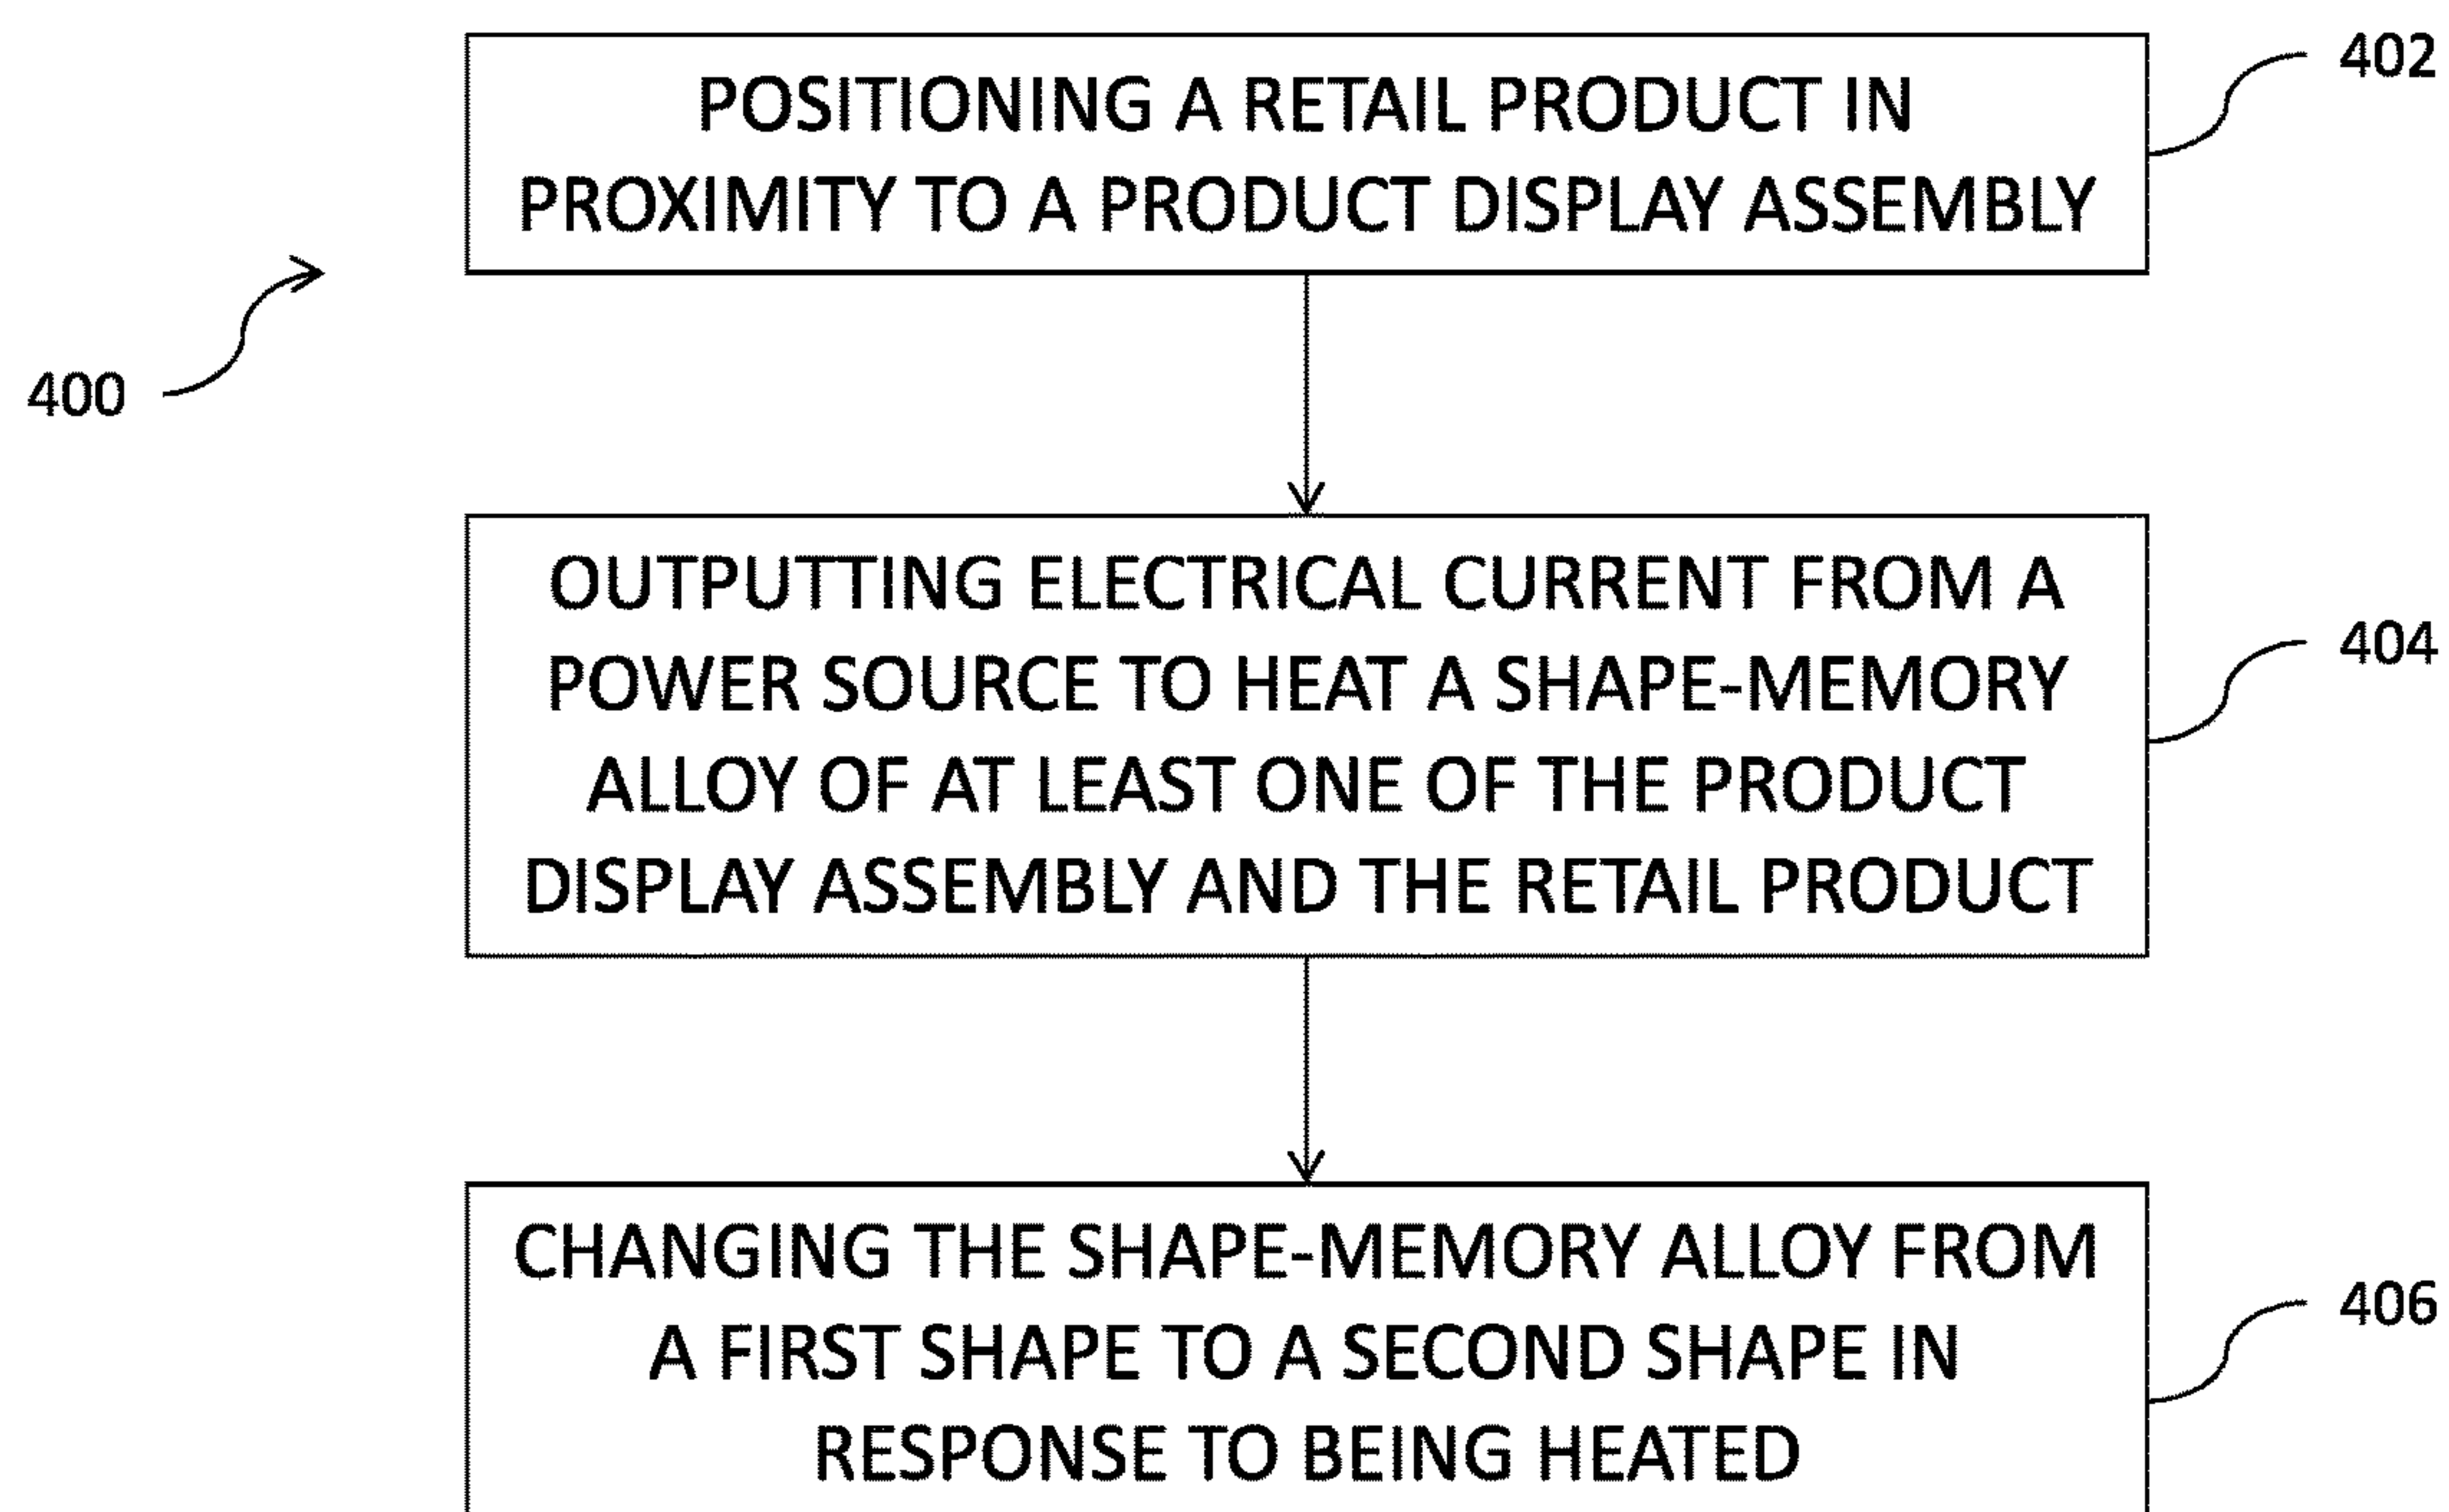 POSITIONING A RETAIL PRODUCT IN
PROXIMITY TO A PRODUCT DISPLAY ASSEMBLY
402
400
OUTPUTTING ELECTRICAL CURRENT FROM A
POWER SOURCE TO HEAT A SHAPE-MEMORY
ALLOY OF AT LEAST ONE OF THE PRODUCT
DISPLAY ASSEMBLY AND THE RETAIL PRODUCT
404
CHANGING THE SHAPE-MEMORY ALLOY FROM
A FIRST SHAPE TO A SECOND SHAPE IN
RESPONSE TO BEING HEATED
406